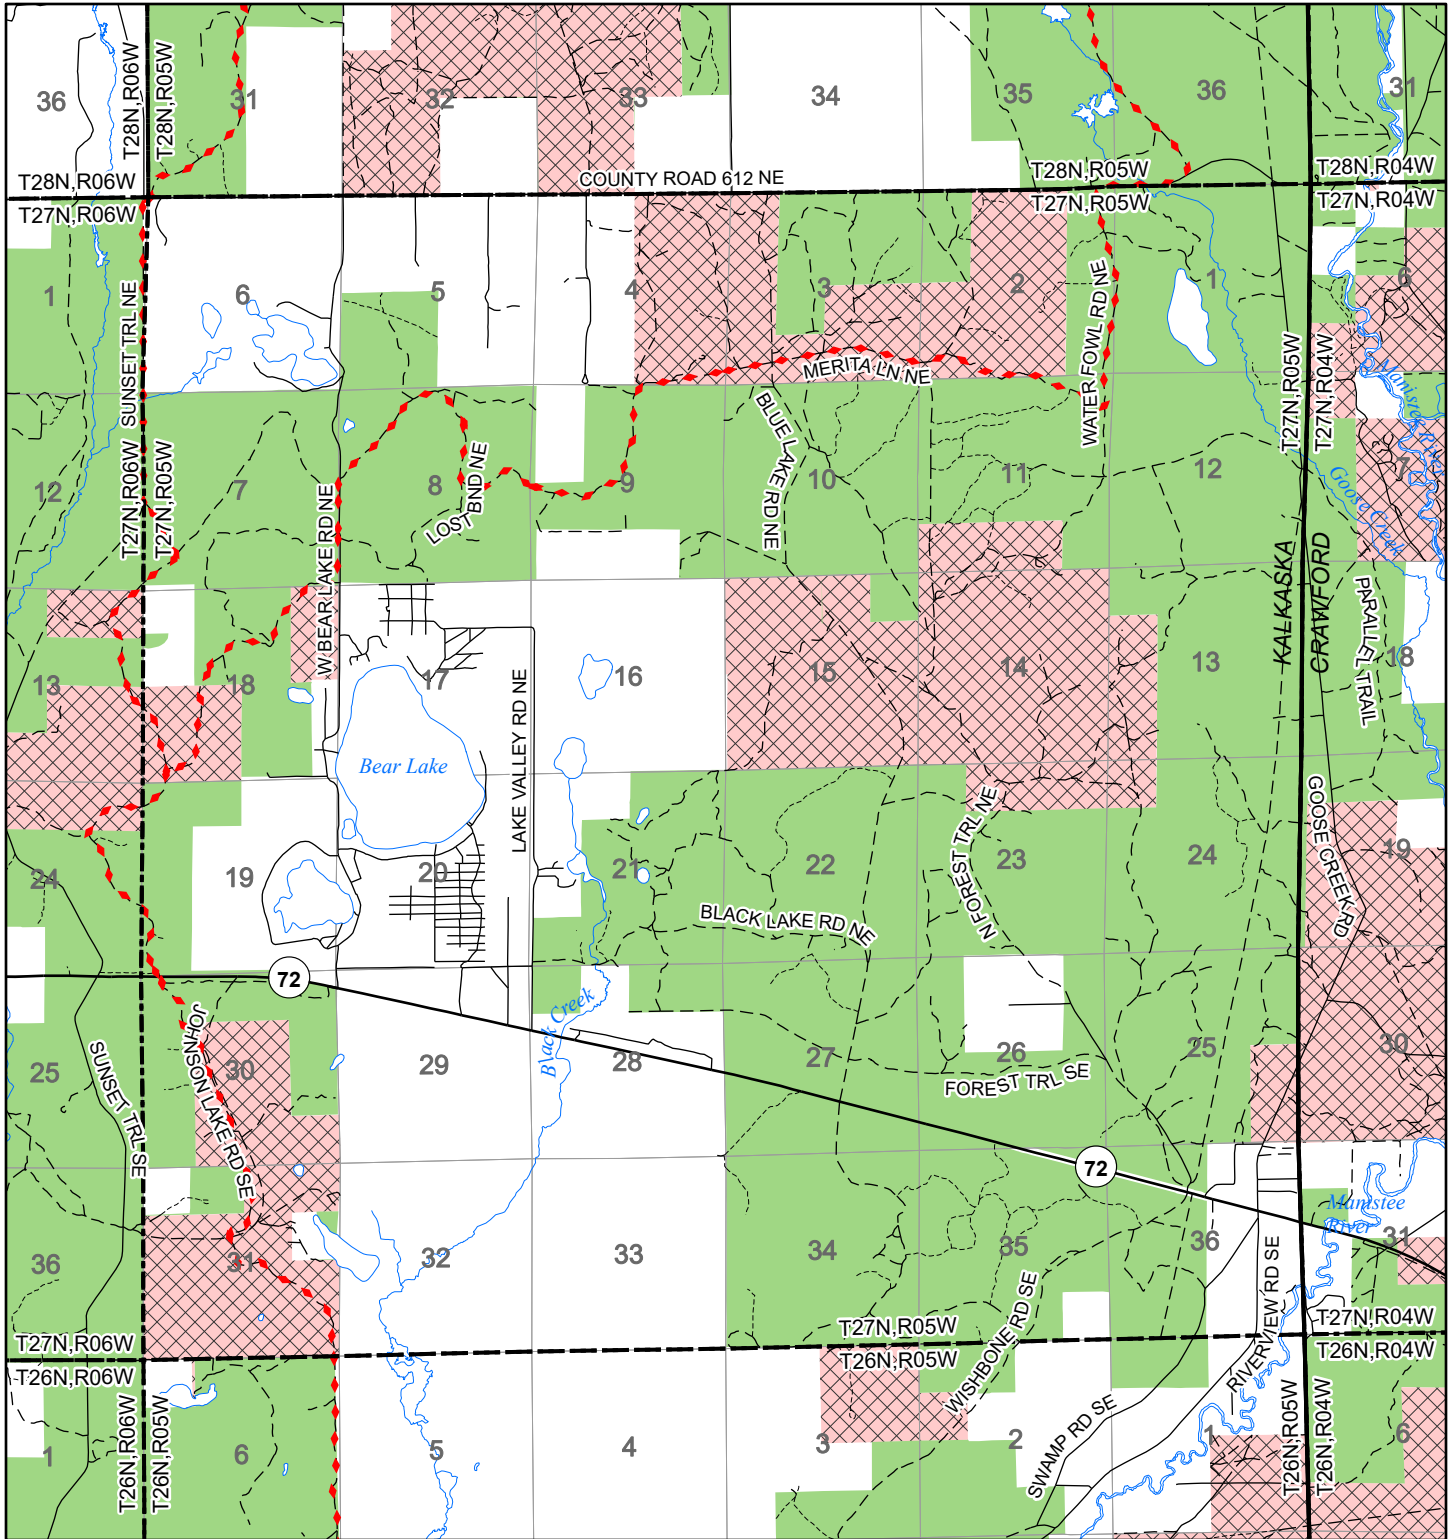 36
T28N,R06W
T28N,R05W
31
32
33
34
35
36
31
T28N,R06W
COUNTY ROAD 612 NE
T28N,R05W
T28N,R04W
T27N,R06W
T27N,R05W
T27N,R04W
1
SUNSET TRL NE
6
5
4
3
2
WATER FOWL RD NE
1
6
T27N,R05W
T27N,R04W
MERITA LN NE
Manistee River
BLUE LAKE RD NE
12
T27N,R06W
T27N,R05W
7
W BEAR LAKE RD NE
8
LOST BND NE
9
10
11
12
Goose Creek
7
KALKASKA
CRAWFORD
PARALLEL TRAIL
13
18
17
LAKE VALLEY RD NE
16
15
14
13
18
Bear Lake
24
19
20
21
22
N FOREST TRL NE
23
24
GOOSE CREEK RD
19
BLACK LAKE RD NE
72
JOHNSON LAKE RD SE
Black Creek
25
SUNSET TRL SE
30
29
28
27
26
25
30
FOREST TRL SE
72
Manistee
River
36
31
32
33
34
35
36
RIVERVIEW RD SE
31
WISHBONE RD SE
T27N,R06W
T27N,R05W
T27N,R04W
T26N,R06W
T26N,R05W
T26N,R04W
T26N,R06W
T26N,R05W
1
6
5
4
3
2
SWAMP RD SE
1
T26N,R05W
T26N,R04W
6